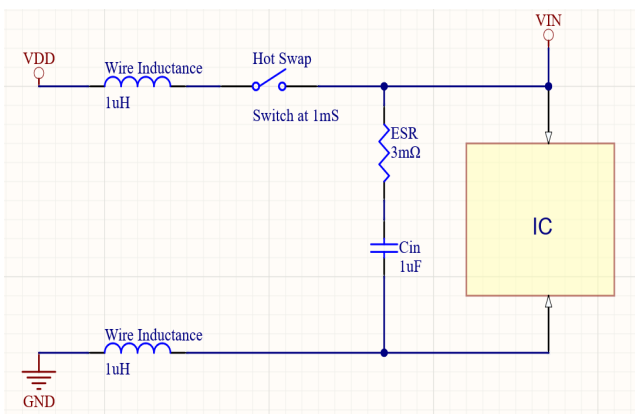 VIN
VDD
Wire Inductance
1uH
Hot Swap
Switch at 1mS
ESR
3mΩ
IC
Cin
1uF
Wire Inductance
1uH
GND